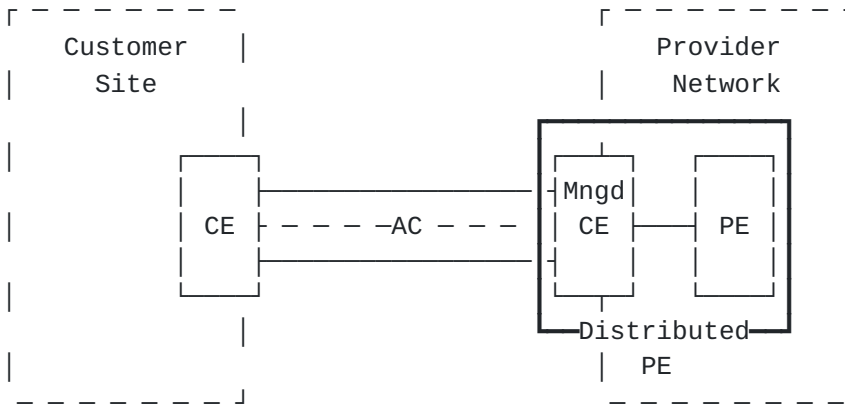 Customer Provider
Site Network
Mngd
CE AC CE PE
Distributed
PE